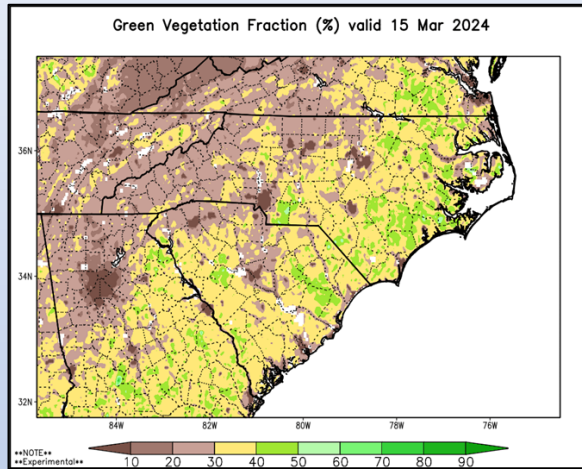 Green Vegetation Fraction (%) valid 15 Mar 2024
36N
34N
32N
84W 82W 80W 78W 76W
**NOTE**
**Experimental**
10 20 30 40 50 60 70 80 90